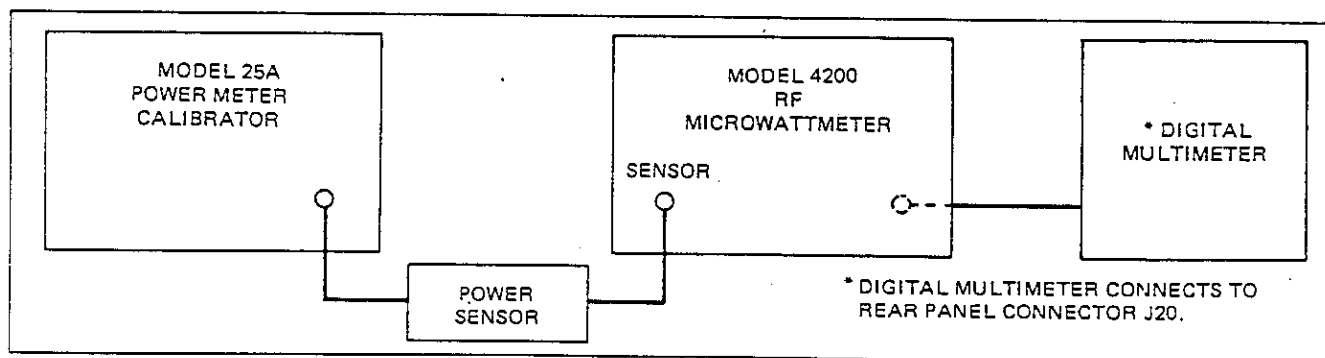 MODEL 25A
POWER METER
CALIBRATOR
MODEL 4200
RF
MICROWATTMETER
SENSOR
* DIGITAL
MULTIMETER
POWER
SENSOR
* DIGITAL MULTIMETER CONNECTS TO
REAR PANEL CONNECTOR J20.